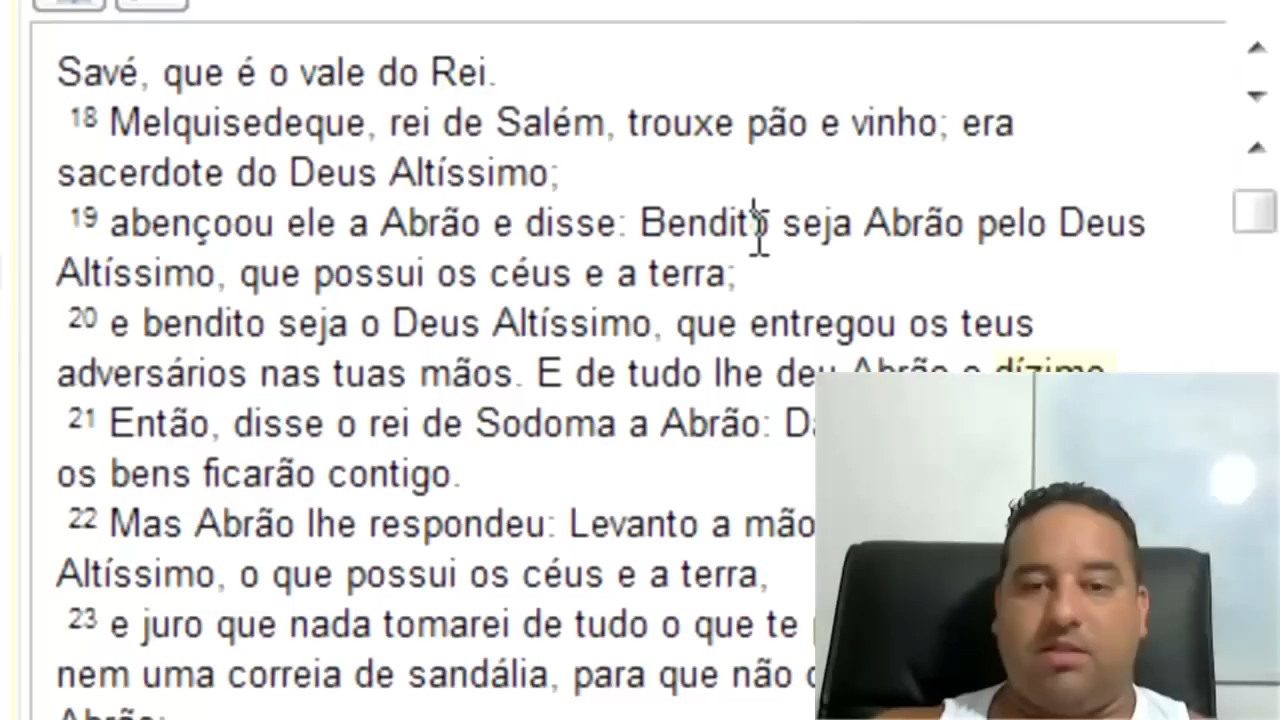 Savé, que é o vale do Rei.
18 Melquisedeque, rei de Salém, trouxe pão e vinho; era
sacerdote do Deus Altíssimo;
19 abençoou ele a Abrão e disse: Bendito seja Abrão pelo Deus
Altíssimo, que possui os céus e a terra;
20 e bendito seja o Deus Altíssimo, que entregou os teus
adversários nas tuas mãos. E de tudo lhe deu Abrão o dízimo.
21 Então, disse o rei de Sodoma a Abrão:
os bens ficarão contigo.
22 Mas Abrão lhe respondeu: Levanto a mão
Altíssimo, o que possui os céus e a terra,
23 e juro que nada tomarei de tudo o que te
nem uma correia de sandália, para que não
Abrão;